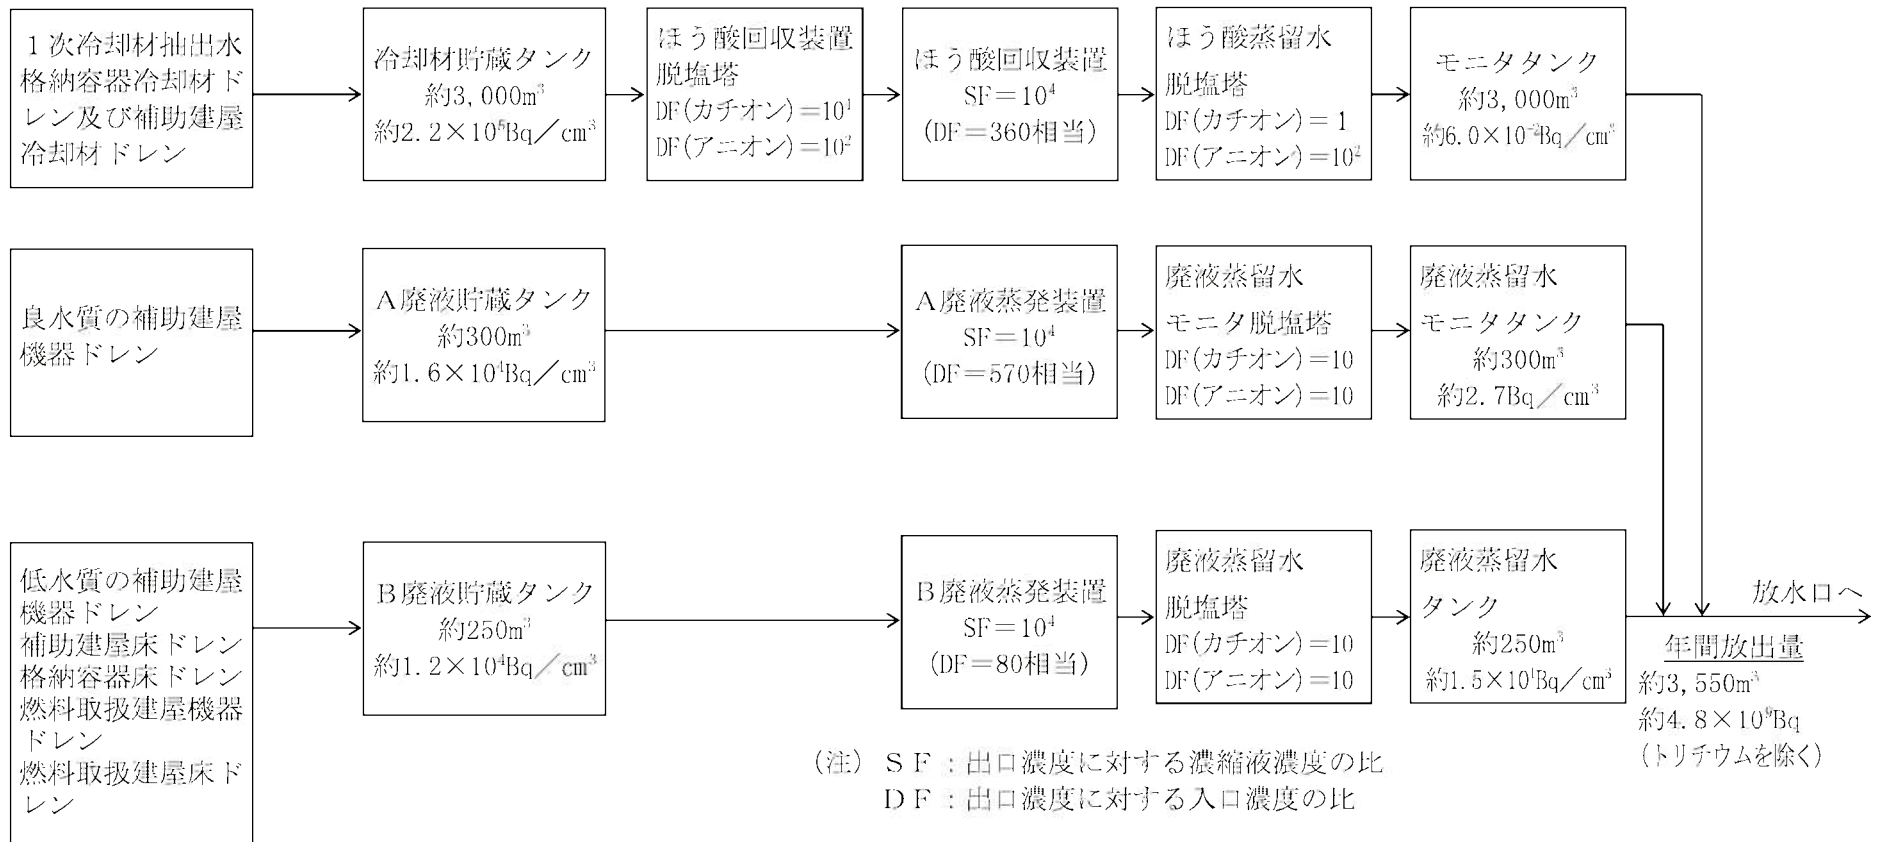 1次冷却材抽出水
格納容器冷却材ド
レン及び補助建屋
冷却材ドレン
冷却材貯蔵タンク
約3,000m³
約2.2×10⁵Bq／cm³
ほう酸回収装置
脱塩塔
DF(カチオン)=10¹
DF(アニオン)=10²
ほう酸回収装置
SF=10⁴
(DF=360相当)
ほう酸蒸留水
脱塩塔
DF(カチオン)=1
DF(アニオン)=10²
モニタタンク
約3,000m³
約6.0×10⁻²Bq／cm³
良水質の補助建屋
機器ドレン
A廃液貯蔵タンク
約300m³
約1.6×10⁴Bq／cm³
A廃液蒸発装置
SF=10⁴
(DF=570相当)
廃液蒸留水
モニタ脱塩塔
DF(カチオン)=10
DF(アニオン)=10
廃液蒸留水
モニタタンク
約300m³
約2.7Bq／cm³
低水質の補助建屋
機器ドレン
補助建屋床ドレン
格納容器床ドレン
燃料取扱建屋機器
ドレン
燃料取扱建屋床ド
レン
B廃液貯蔵タンク
約250m³
約1.2×10⁴Bq／cm³
B廃液蒸発装置
SF=10⁴
(DF=80相当)
廃液蒸留水
脱塩塔
DF(カチオン)=10
DF(アニオン)=10
廃液蒸留水
タンク
約250m³
約1.5×10¹Bq／cm³
放水口へ
年間放出量
約3,550m³
約4.8×10⁹Bq
(トリチウムを除く)
(注) SF：出口濃度に対する濃縮液濃度の比
DF：出口濃度に対する入口濃度の比